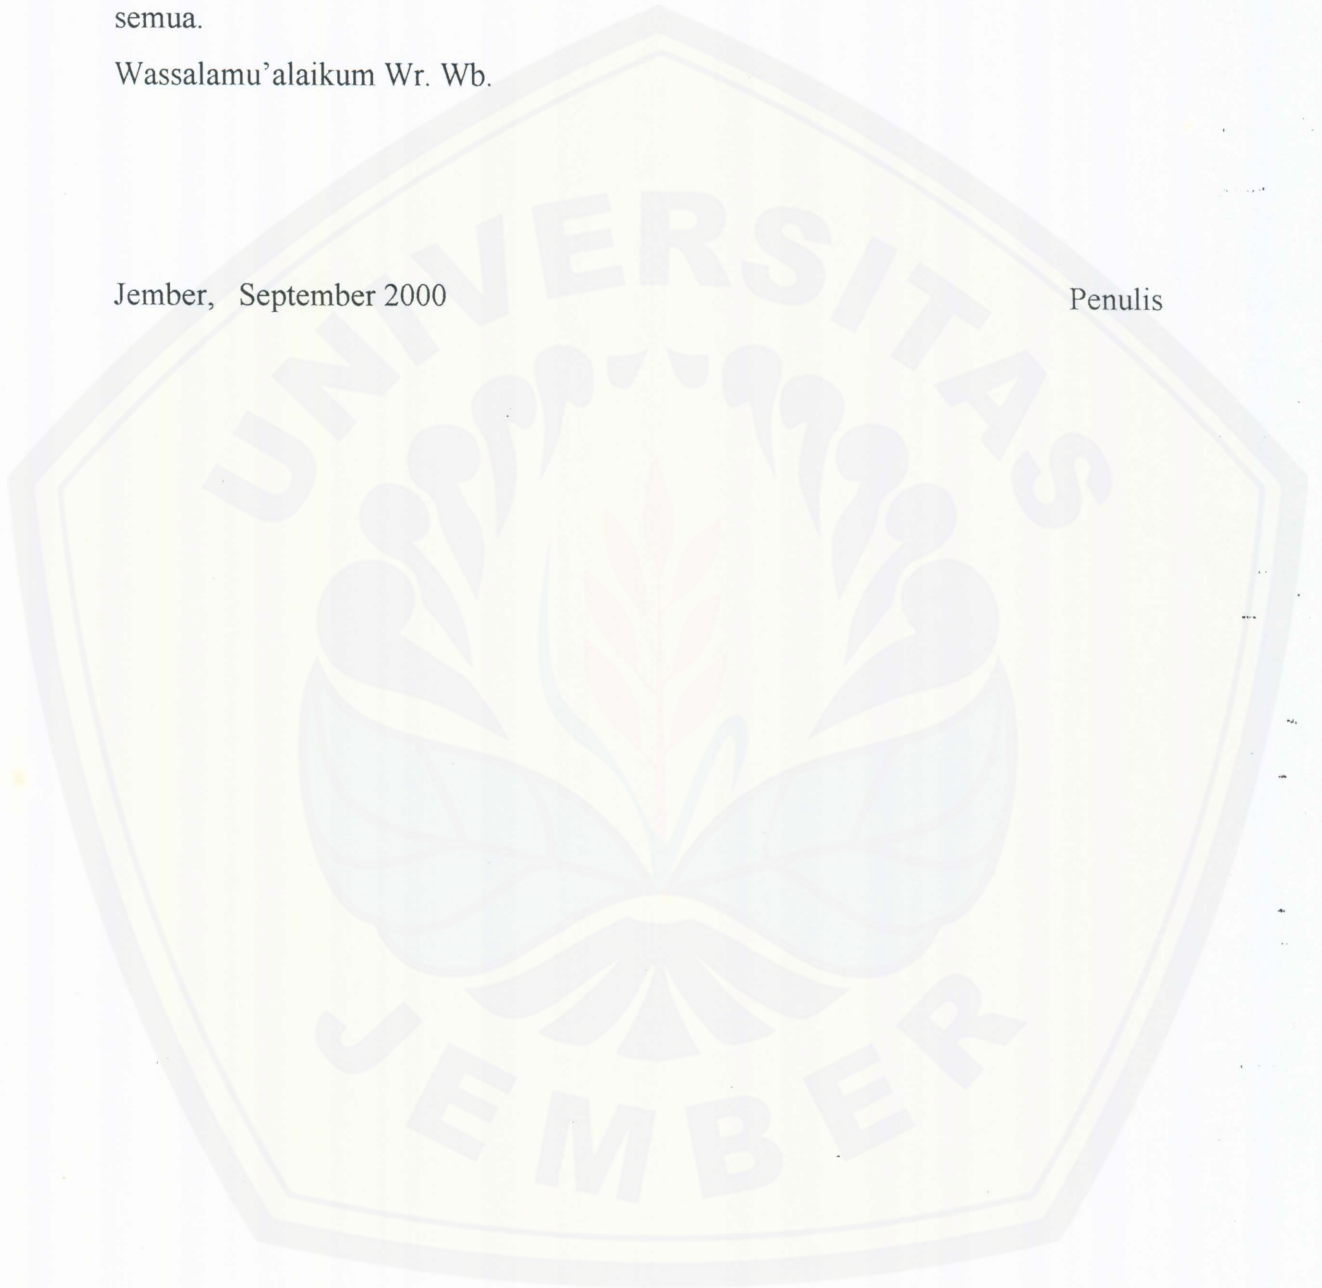 semua.
Wassalamu'alaikum Wr. Wb.
Jember, September 2000 Penulis
UNIVERSITAS
JEMBER